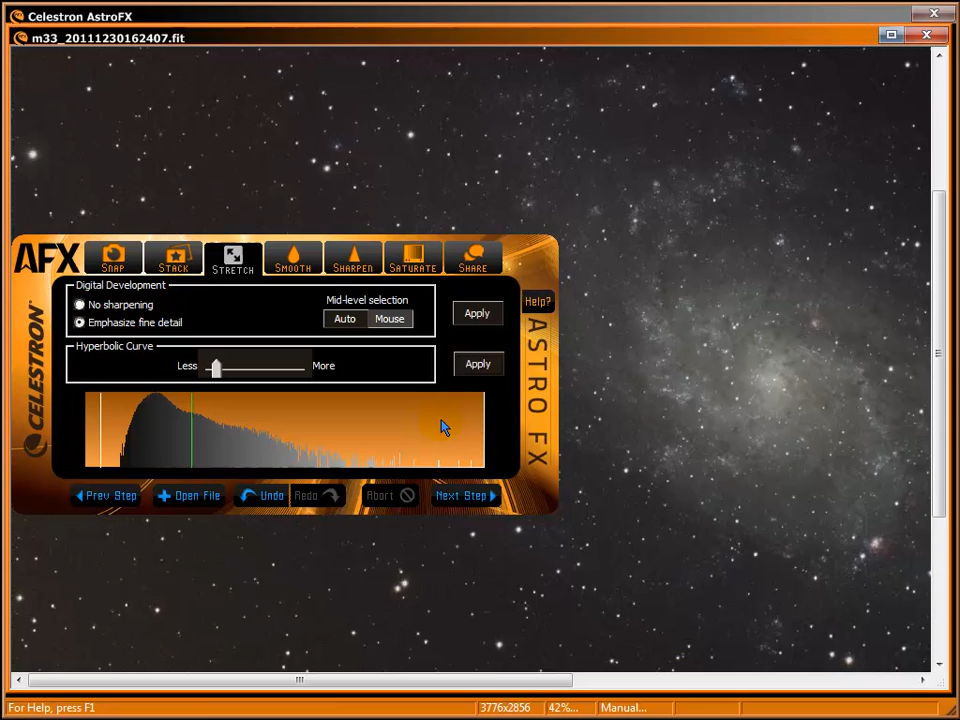 Celestron AstroFX
m33_20111230162407.fit
AFX
SNAP
STACK
STRETCH
SMOOTH
SHARPEN
SATURATE
SHARE
Help?
Digital Development
No sharpening
Emphasize fine detail
Mid-level selection
Auto
Mouse
Apply
Hyperbolic Curve
Less
More
Apply
CELESTRON
ASTRO FX
Prev Step
Open File
Undo
Redo
Abort
Next Step
For Help, press F1
3776x2856
42%...
Manual...